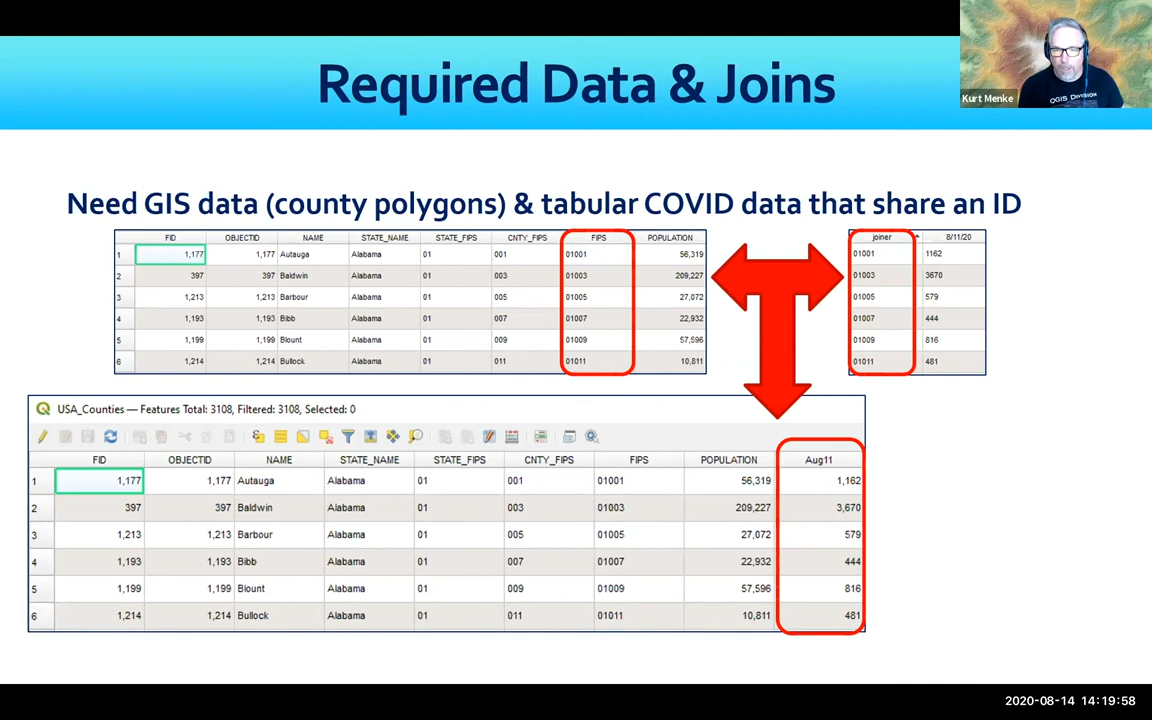 Required Data & Joins
Kurt Menke
QGIS DIVISION
Need GIS data (county polygons) & tabular COVID data that share an ID
FID OBJECTID NAME STATE_NAME STATE_FIPS CNTY_FIPS FIPS POPULATION
1 1,177 1,177 Autauga Alabama 01 001 01001 56,319
2 397 397 Baldwin Alabama 01 003 01003 209,227
3 1,213 1,213 Barbour Alabama 01 005 01005 27,072
4 1,193 1,193 Bibb Alabama 01 007 01007 22,932
5 1,199 1,199 Blount Alabama 01 009 01009 57,596
6 1,214 1,214 Bullock Alabama 01 011 01011 10,811
joiner 8/11/20
01001 1162
01003 3670
01005 579
01007 444
01009 816
01011 481
USA_Counties — Features Total: 3108, Filtered: 3108, Selected: 0
FID OBJECTID NAME STATE_NAME STATE_FIPS CNTY_FIPS FIPS POPULATION Aug11
1 1,177 1,177 Autauga Alabama 01 001 01001 56,319 1,162
2 397 397 Baldwin Alabama 01 003 01003 209,227 3,670
3 1,213 1,213 Barbour Alabama 01 005 01005 27,072 579
4 1,193 1,193 Bibb Alabama 01 007 01007 22,932 444
5 1,199 1,199 Blount Alabama 01 009 01009 57,596 816
6 1,214 1,214 Bullock Alabama 01 011 01011 10,811 481
2020-08-14 14:19:58